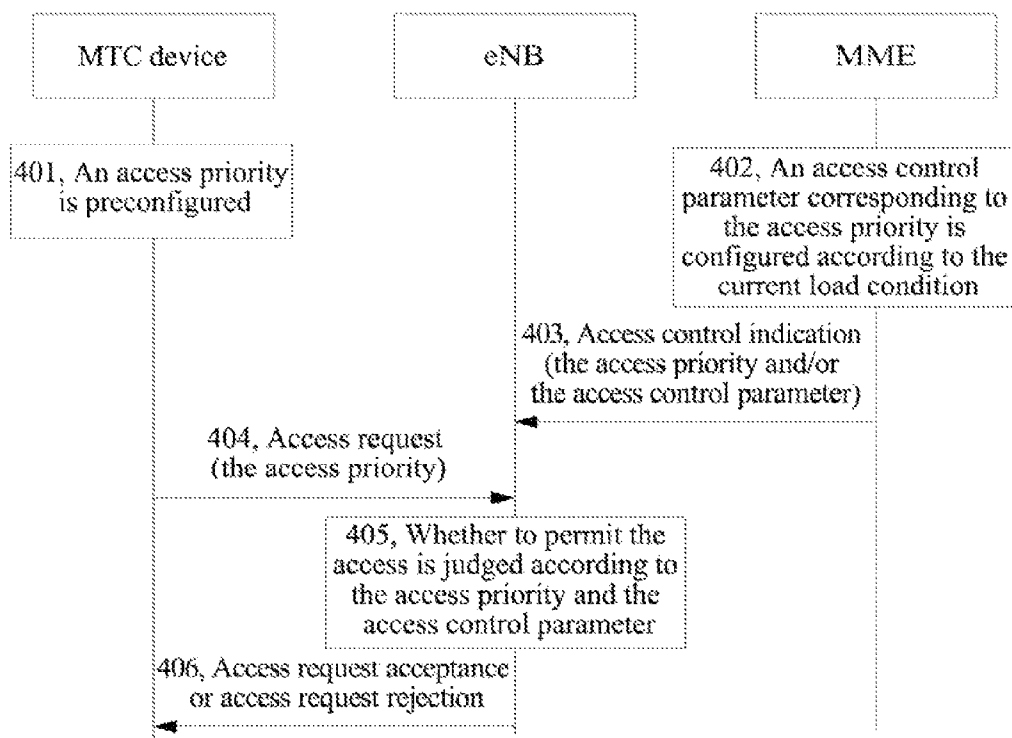 MTC device
eNB
MME
401, An access priority
is preconfigured
402, An access control
parameter corresponding to
the access priority is
configured according to the
current load condition
403, Access control indication
(the access priority and/or
the access control parameter)
404, Access request
(the access priority)
405, Whether to permit the
access is judged according to
the access priority and the
access control parameter
406, Access request acceptance
or access request rejection